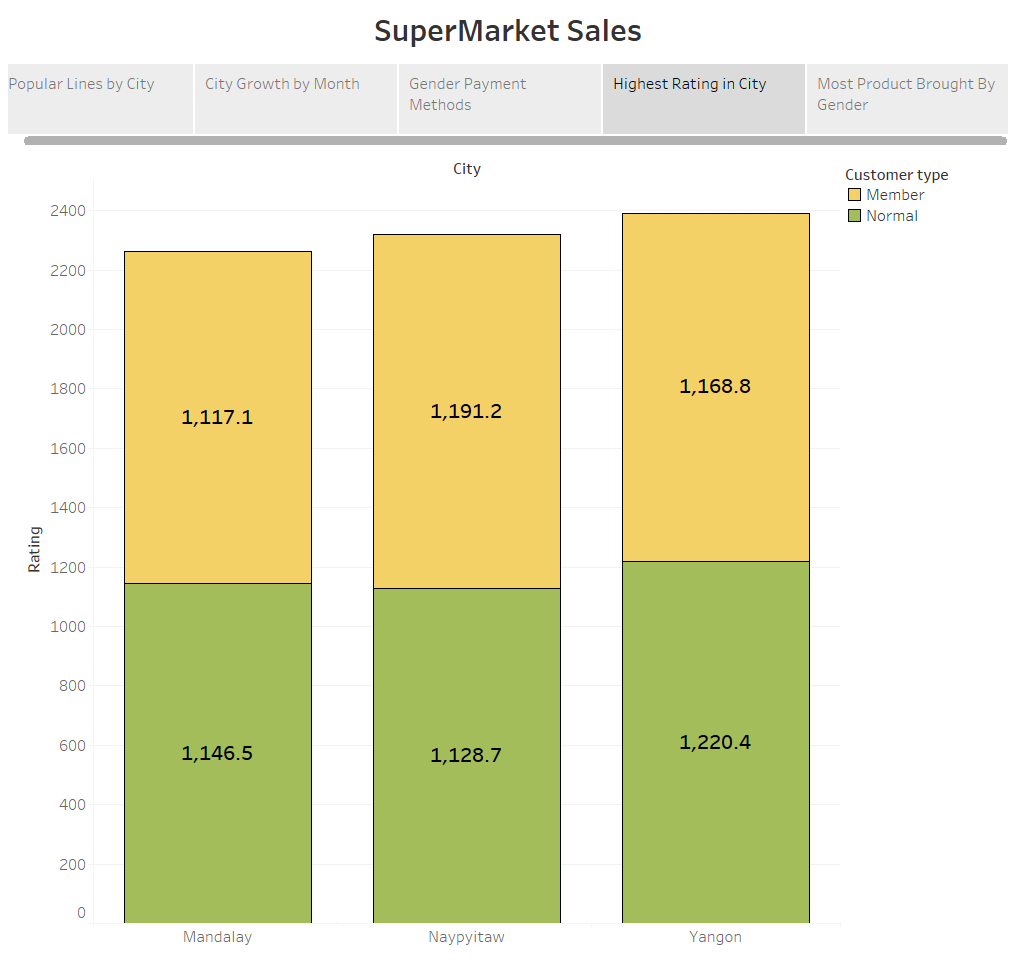 SuperMarket Sales
Popular Lines by City
City Growth by Month
Gender Payment
Methods
Highest Rating in City
Most Product Brought By
Gender
City
Customer type
Member
Normal
Rating
2400
2200
2000
1800
1600
1400
1200
1000
800
600
400
200
0
1,117.1
1,191.2
1,168.8
1,146.5
1,128.7
1,220.4
Mandalay
Naypyitaw
Yangon